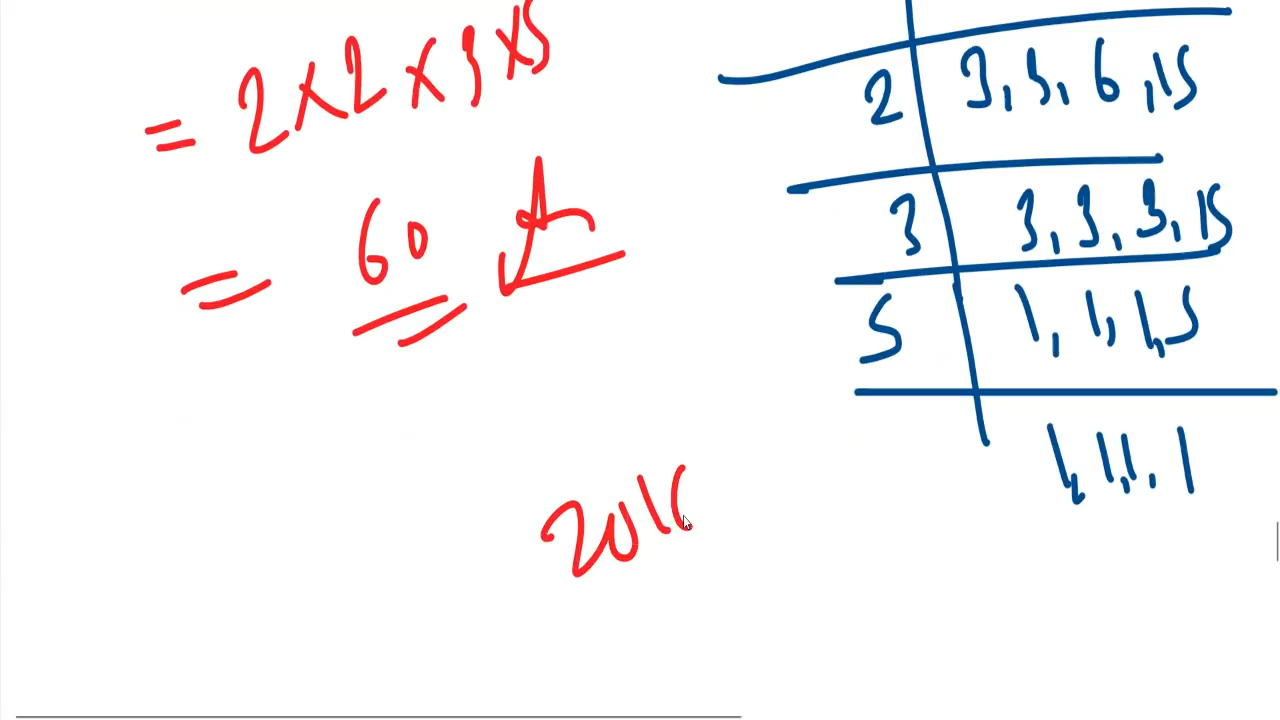 = 2 x 2 x 3 x 5
= 60 A
2 | 3, 3, 6, 15
3 | 3, 3, 3, 15
5 | 1, 1, 1, 5
1, 1, 1, 1
201